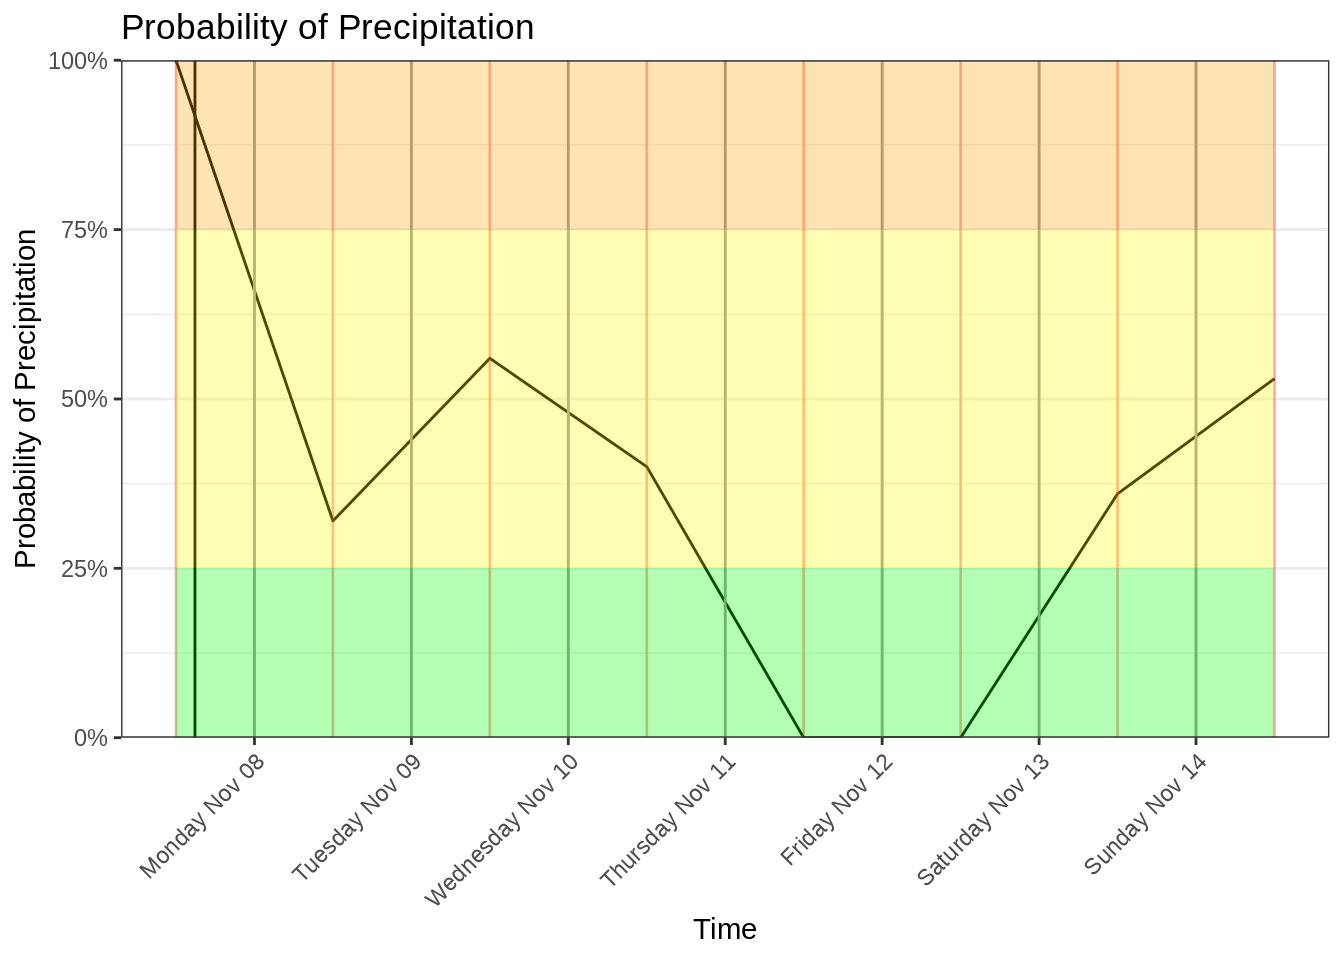 Probability of Precipitation
Probability of Precipitation
100%
75%
50%
25%
0%
Monday Nov 08
Tuesday Nov 09
Wednesday Nov 10
Thursday Nov 11
Friday Nov 12
Saturday Nov 13
Sunday Nov 14
Time